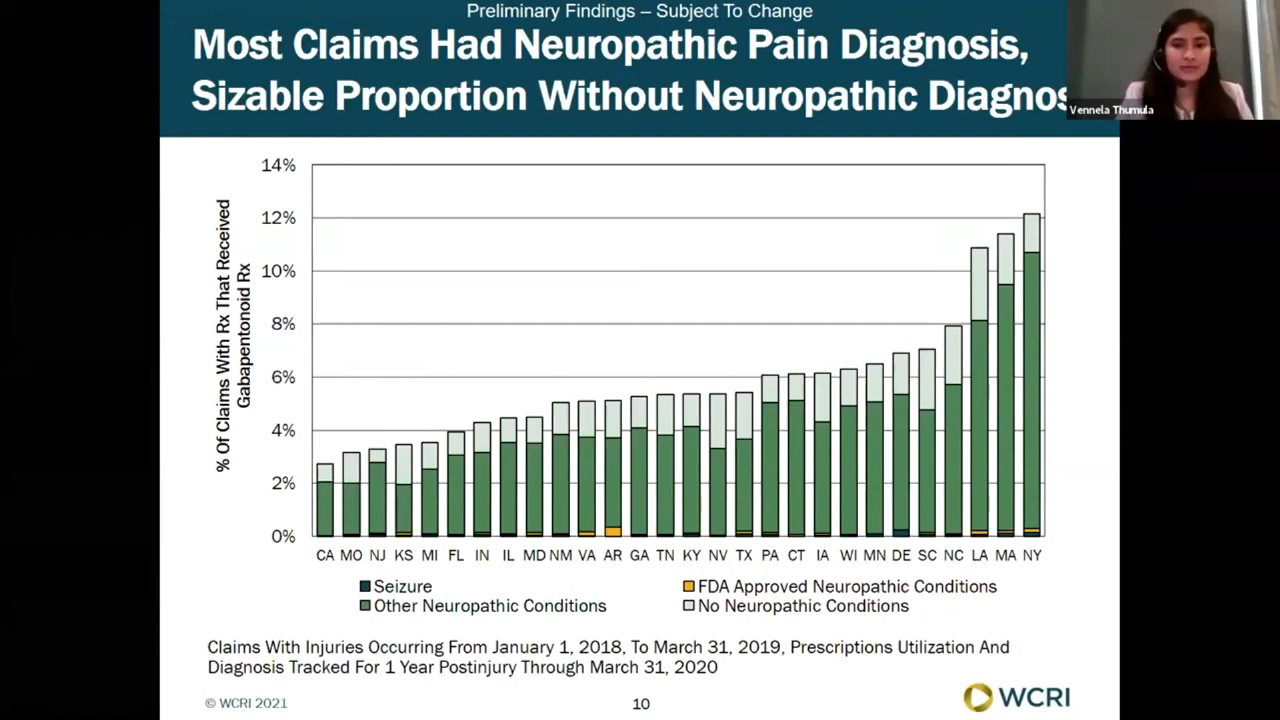 Preliminary Findings – Subject To Change
Most Claims Had Neuropathic Pain Diagnosis,
Sizable Proportion Without Neuropathic Diagnos
Vennela Thumula
% Of Claims With Rx That Received
Gabapentonoid Rx
14%
12%
10%
8%
6%
4%
2%
0%
CA MO NJ KS MI FL IN IL MD NM VA AR GA TN KY NV TX PA CT IA WI MN DE SC NC LA MA NY
Seizure
FDA Approved Neuropathic Conditions
Other Neuropathic Conditions
No Neuropathic Conditions
Claims With Injuries Occurring From January 1, 2018, To March 31, 2019, Prescriptions Utilization And
Diagnosis Tracked For 1 Year Postinjury Through March 31, 2020
© WCRI 2021
10
WCRI